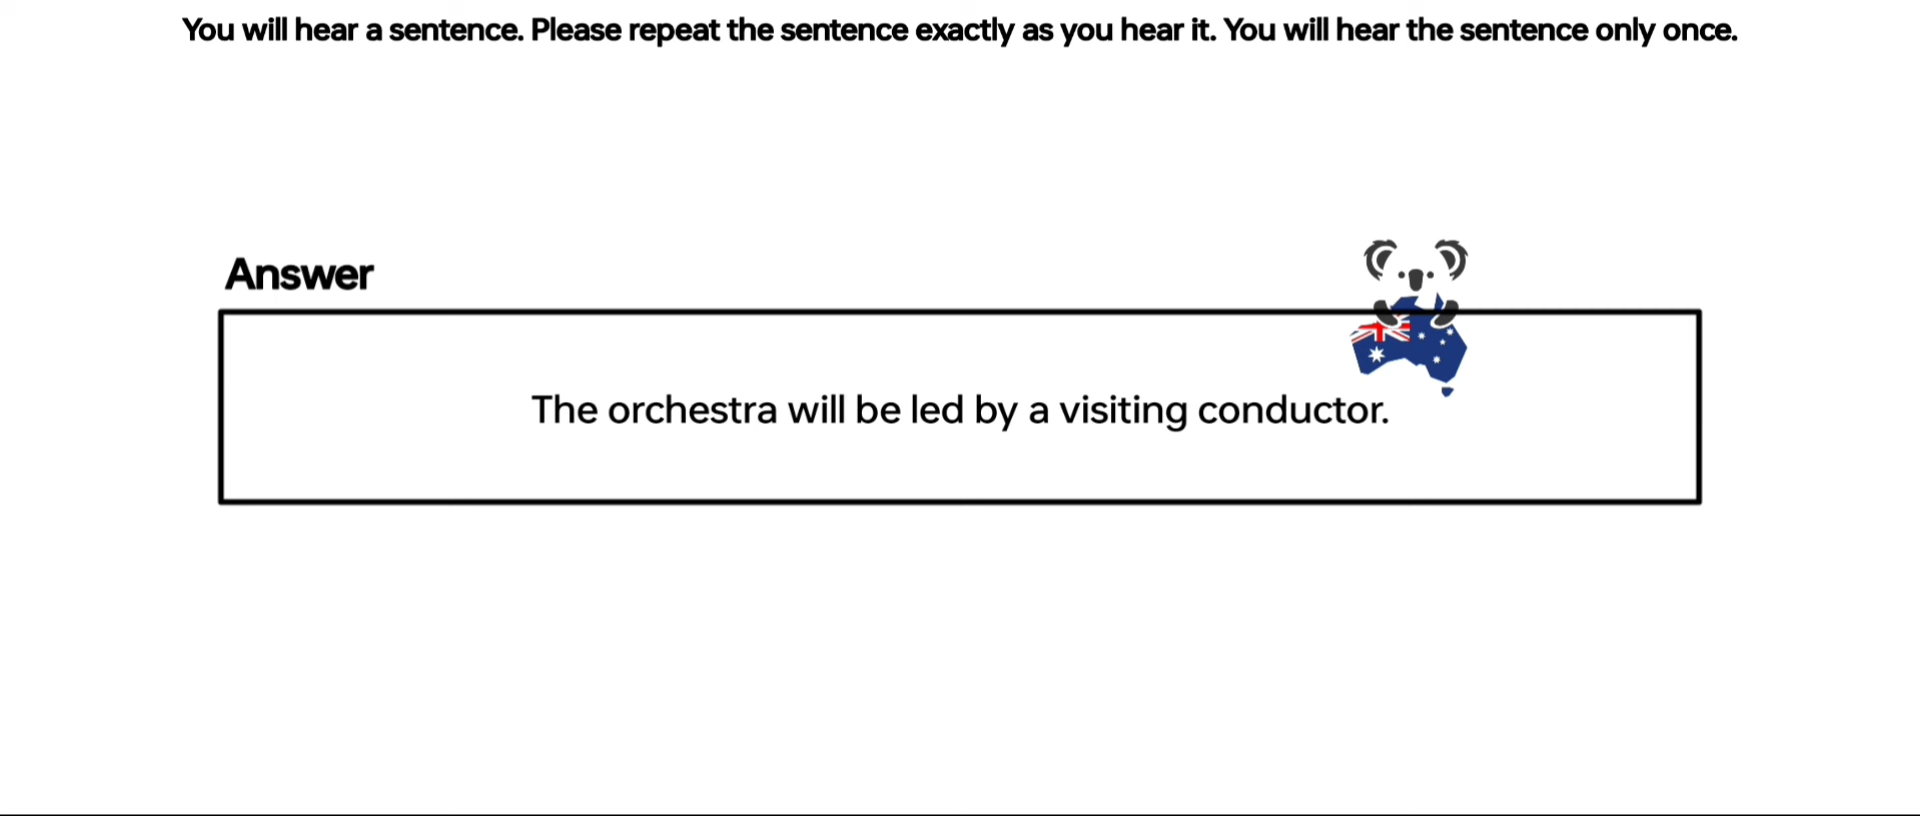 You will hear a sentence. Please repeat the sentence exactly as you hear it. You will hear the sentence only once.
Answer
The orchestra will be led by a visiting conductor.